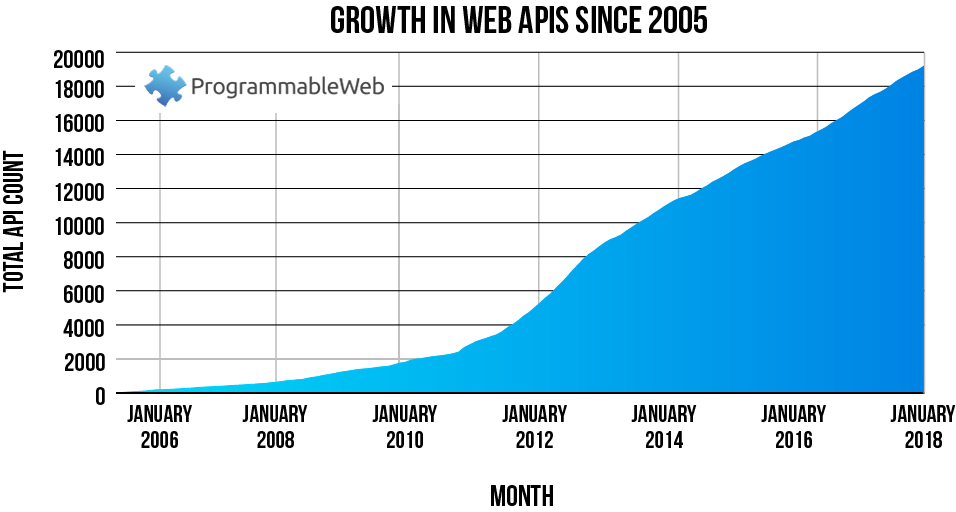 GROWTH IN WEB APIS SINCE 2005
20000
ProgrammableWeb
18000
16000
14000
12000
10000
8000
6000
4000
2000
0
TOTAL API COUNT
JANUARY 2006
JANUARY 2008
JANUARY 2010
JANUARY 2012
JANUARY 2014
JANUARY 2016
JANUARY 2018
MONTH